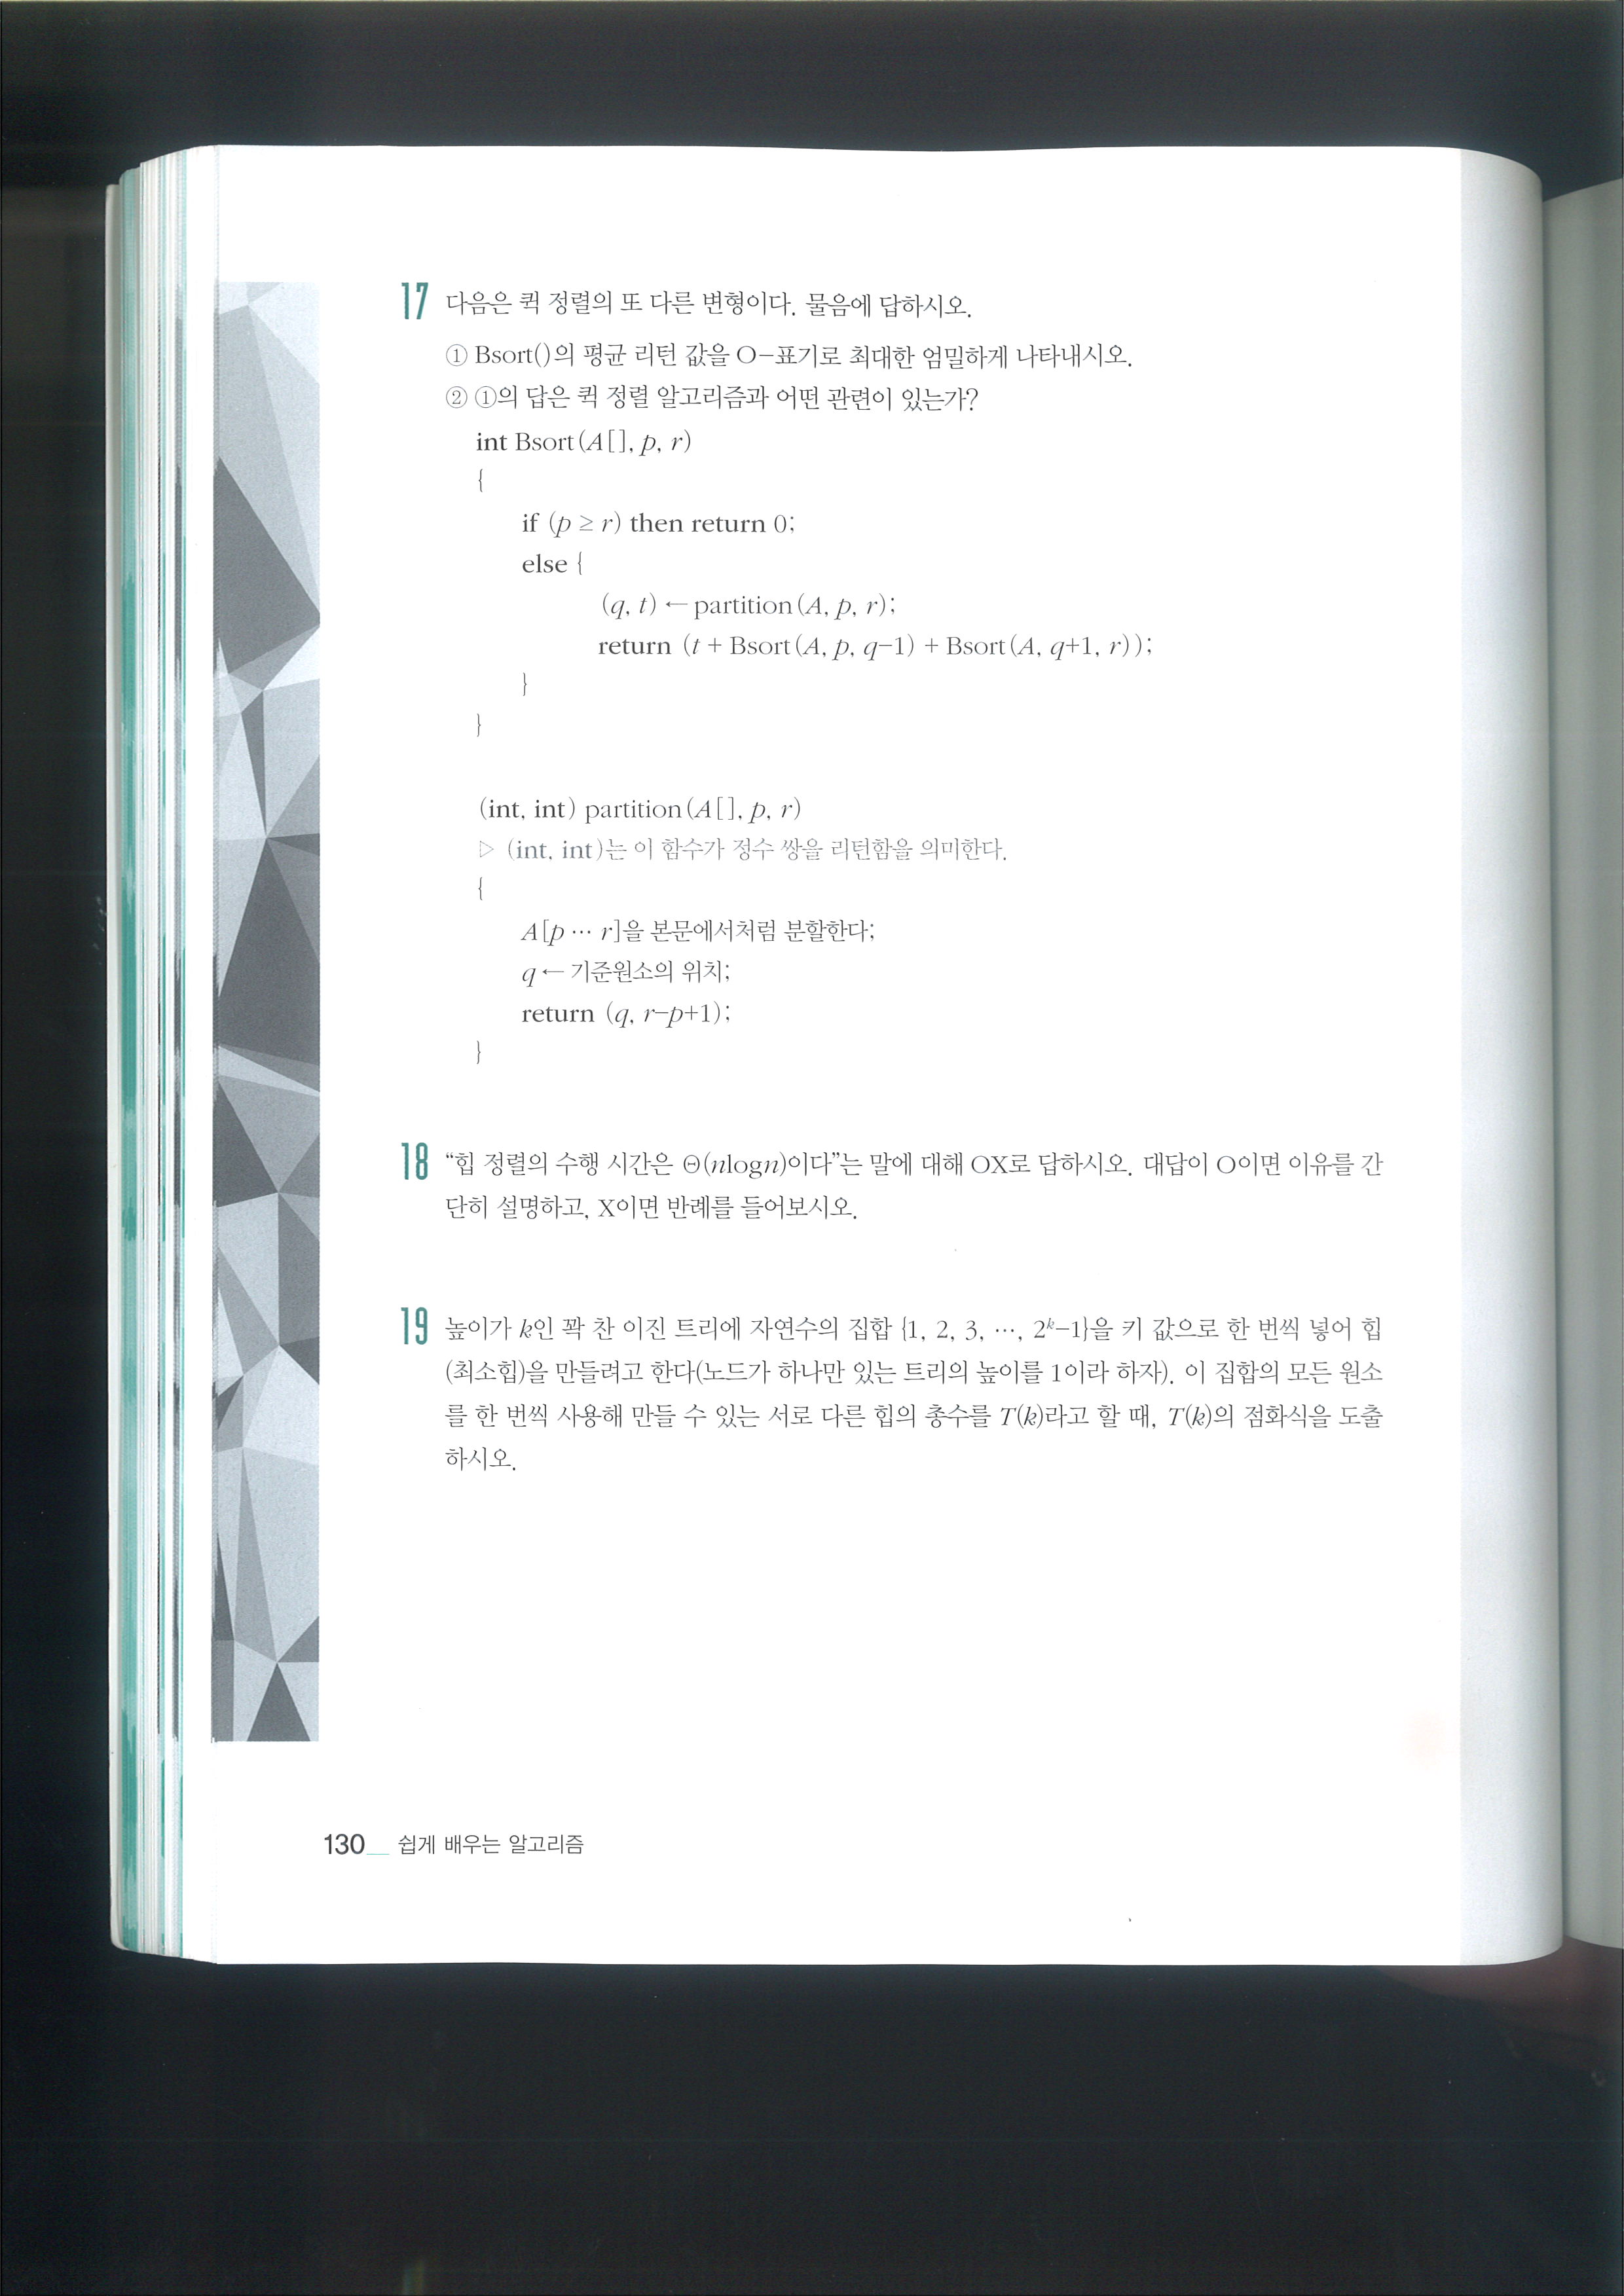 17 다음은 퀵 정렬의 또 다른 변형이다. 물음에 답하시오.
① Bsort()의 평균 리턴 값을 O-표기로 최대한 엄밀하게 나타내시오.
② ①의 답은 퀵 정렬 알고리즘과 어떤 관련이 있는가?
int Bsort(A[], p, r)
{
if (p ≥ r) then return 0;
else {
(q, t) ← partition(A, p, r);
return (t + Bsort(A, p, q-1) + Bsort(A, q+1, r));
}
}
(int, int) partition(A[], p, r)
▷ (int, int)는 이 함수가 정수 쌍을 리턴함을 의미한다.
{
A[p ⋯ r]을 본문에서처럼 분할한다;
q ← 기준원소의 위치;
return (q, r-p+1);
}
18 “힙 정렬의 수행 시간은 Θ(nlogn)이다”는 말에 대해 OX로 답하시오. 대답이 O이면 이유를 간
단히 설명하고, X이면 반례를 들어보시오.
19 높이가 k인 꽉 찬 이진 트리에 자연수의 집합 {1, 2, 3, ⋯, 2ᵏ-1}을 키 값으로 한 번씩 넣어 힙
(최소힙)을 만들려고 한다(노드가 하나만 있는 트리의 높이를 1이라 하자). 이 집합의 모든 원소
를 한 번씩 사용해 만들 수 있는 서로 다른 힙의 총수를 T(k)라고 할 때, T(k)의 점화식을 도출
하시오.
130_ 쉽게 배우는 알고리즘